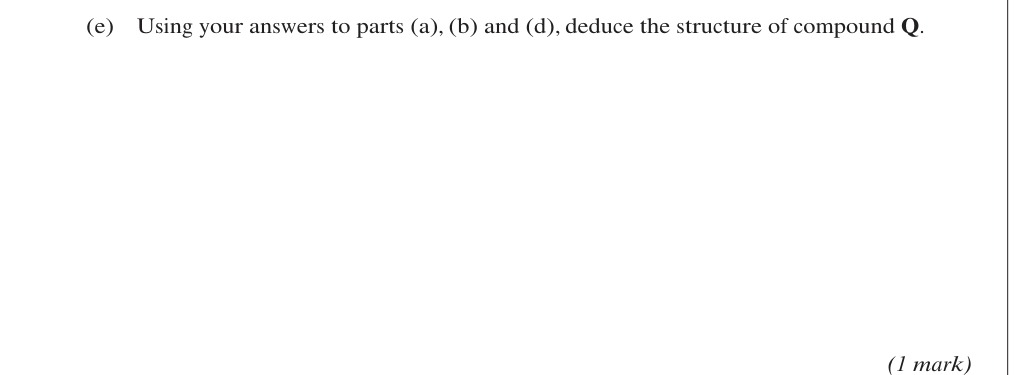 (e) Using your answers to parts (a), (b) and (d), deduce the structure of compound Q.
(1 mark)